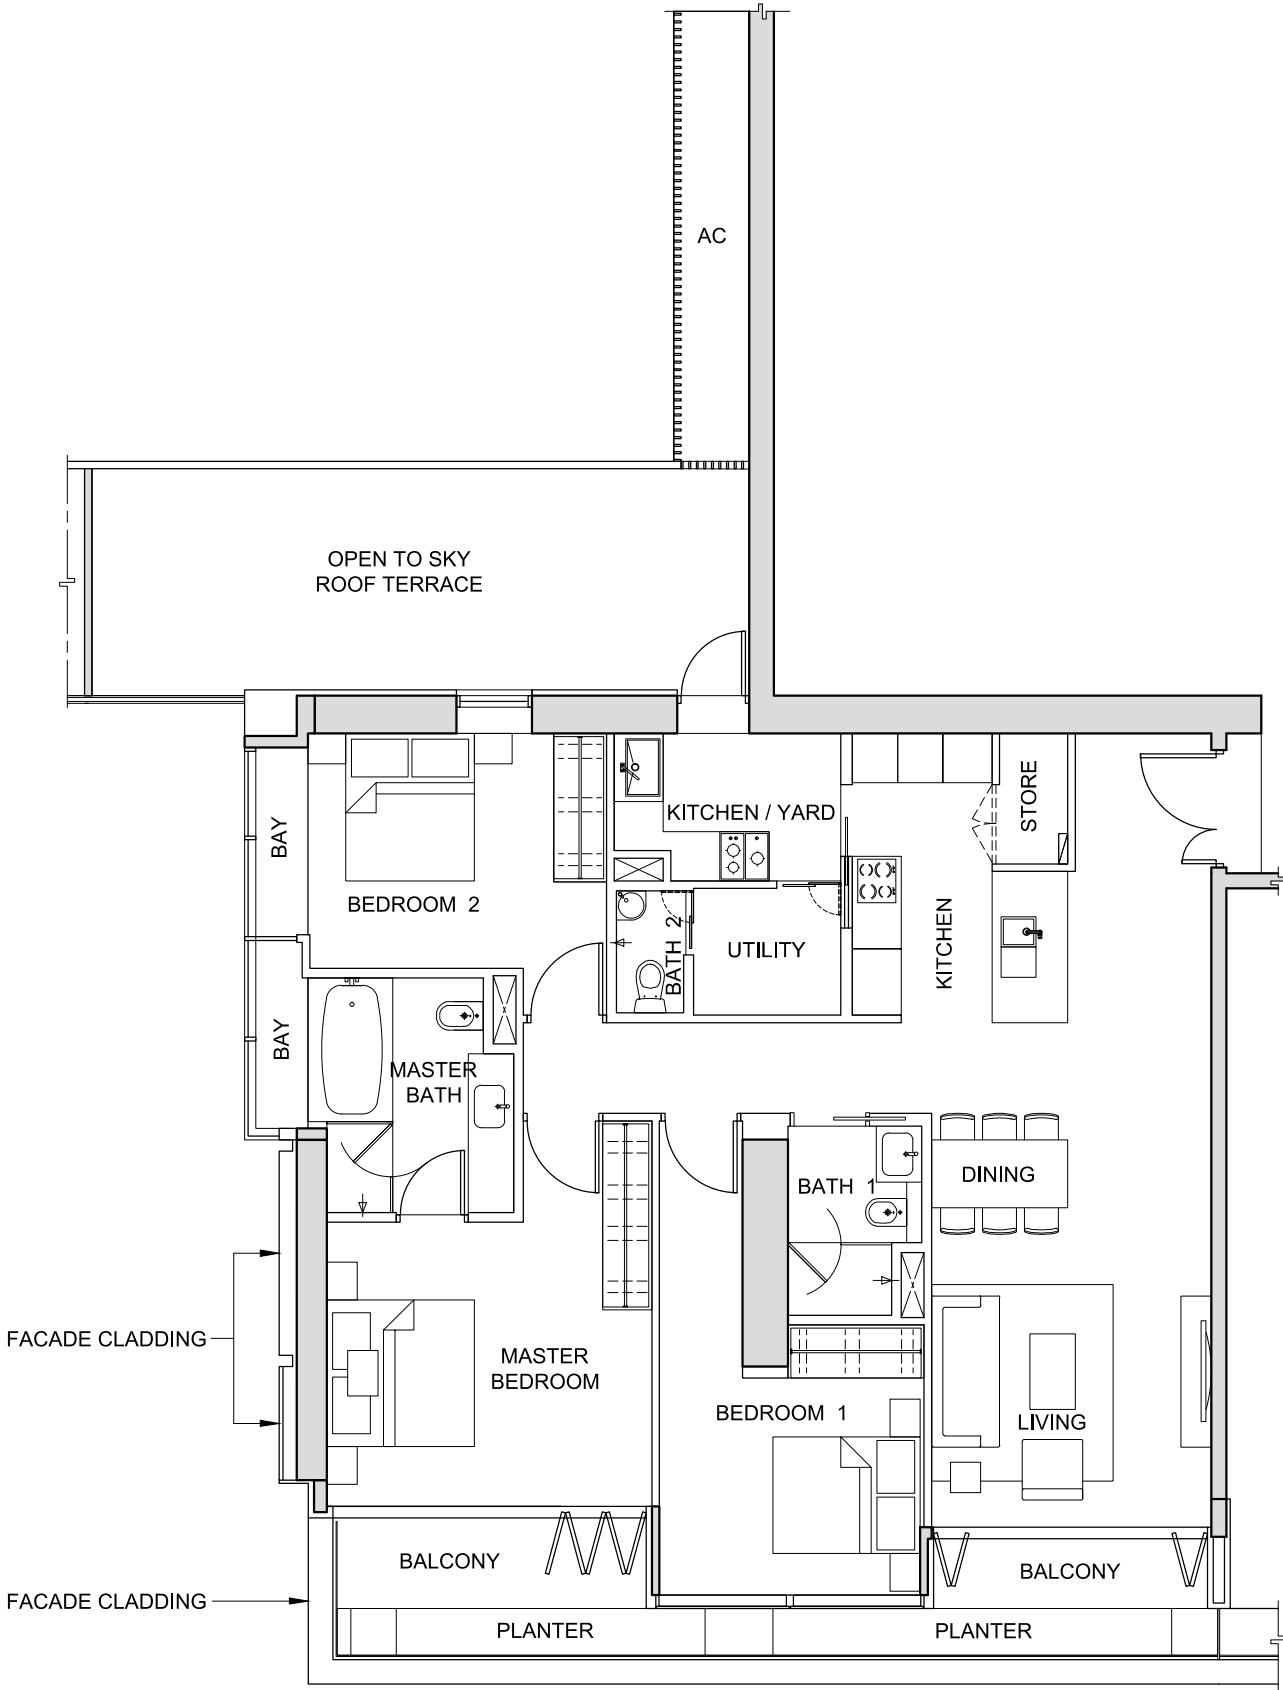 AC
OPEN TO SKY
ROOF TERRACE
KITCHEN / YARD
STORE
BAY
BEDROOM 2
BATH 2
UTILITY
KITCHEN
BAY
MASTER
BATH
DINING
BATH 1
FACADE CLADDING
MASTER
BEDROOM
BEDROOM 1
LIVING
BALCONY
BALCONY
FACADE CLADDING
PLANTER
PLANTER